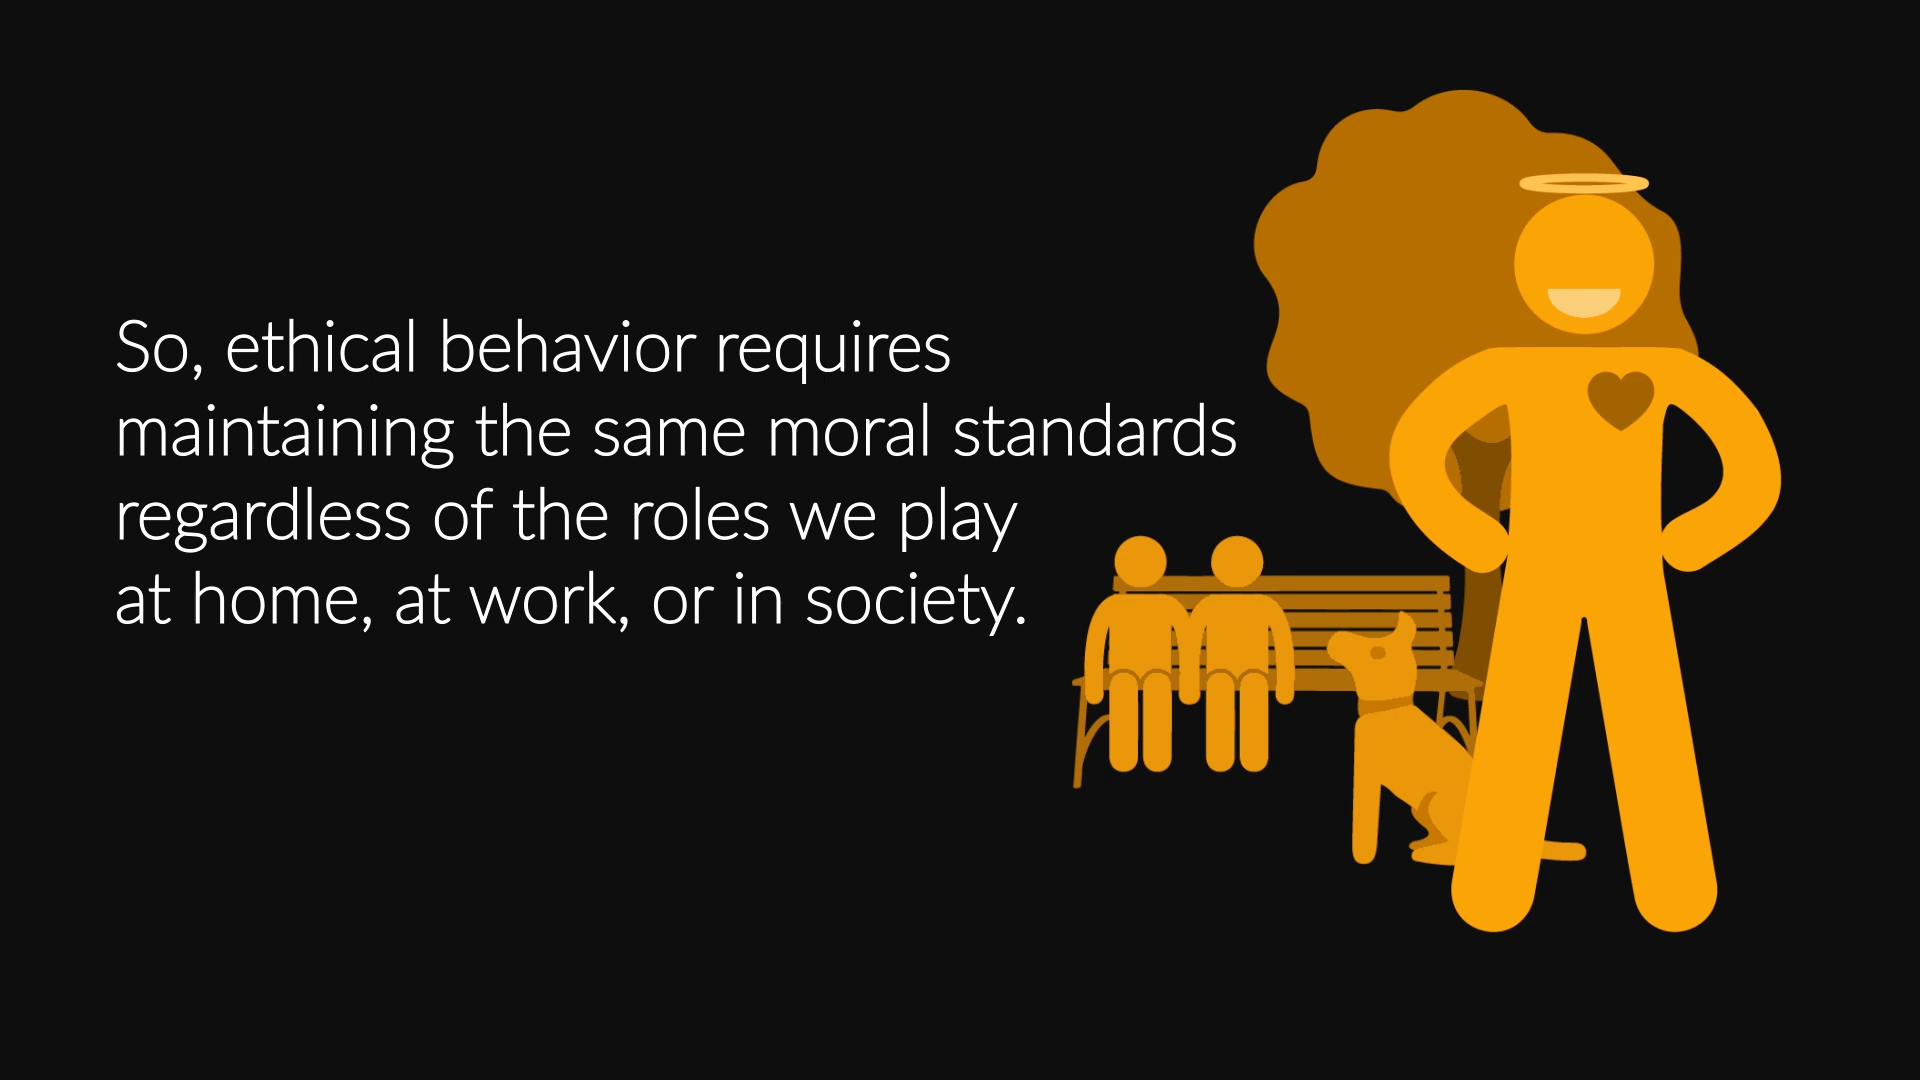 So, ethical behavior requires
maintaining the same moral standards
regardless of the roles we play
at home, at work, or in society.